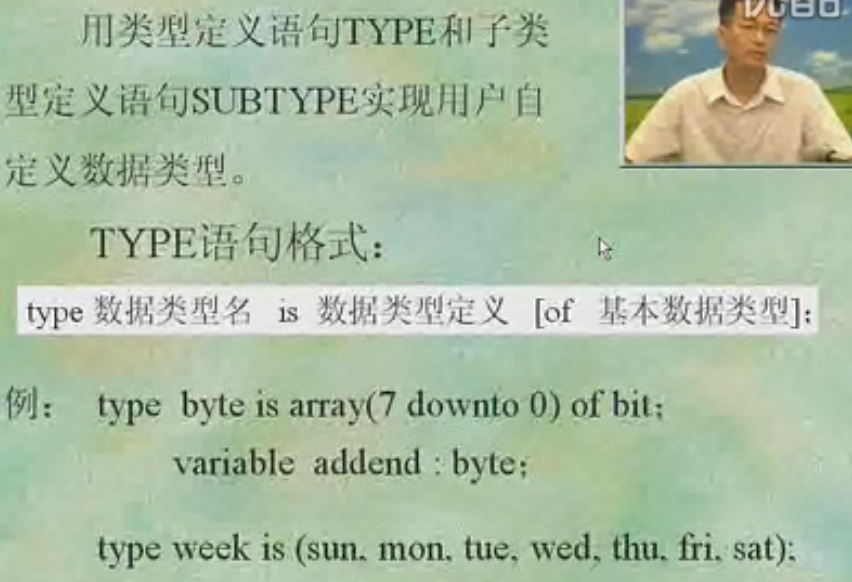 用类型定义语句TYPE和子类
型定义语句SUBTYPE实现用户自
定义数据类型。
TYPE语句格式：
type 数据类型名 is 数据类型定义 [of 基本数据类型];
例： type byte is array(7 downto 0) of bit;
variable addend : byte;
type week is (sun, mon, tue, wed, thu, fri, sat);